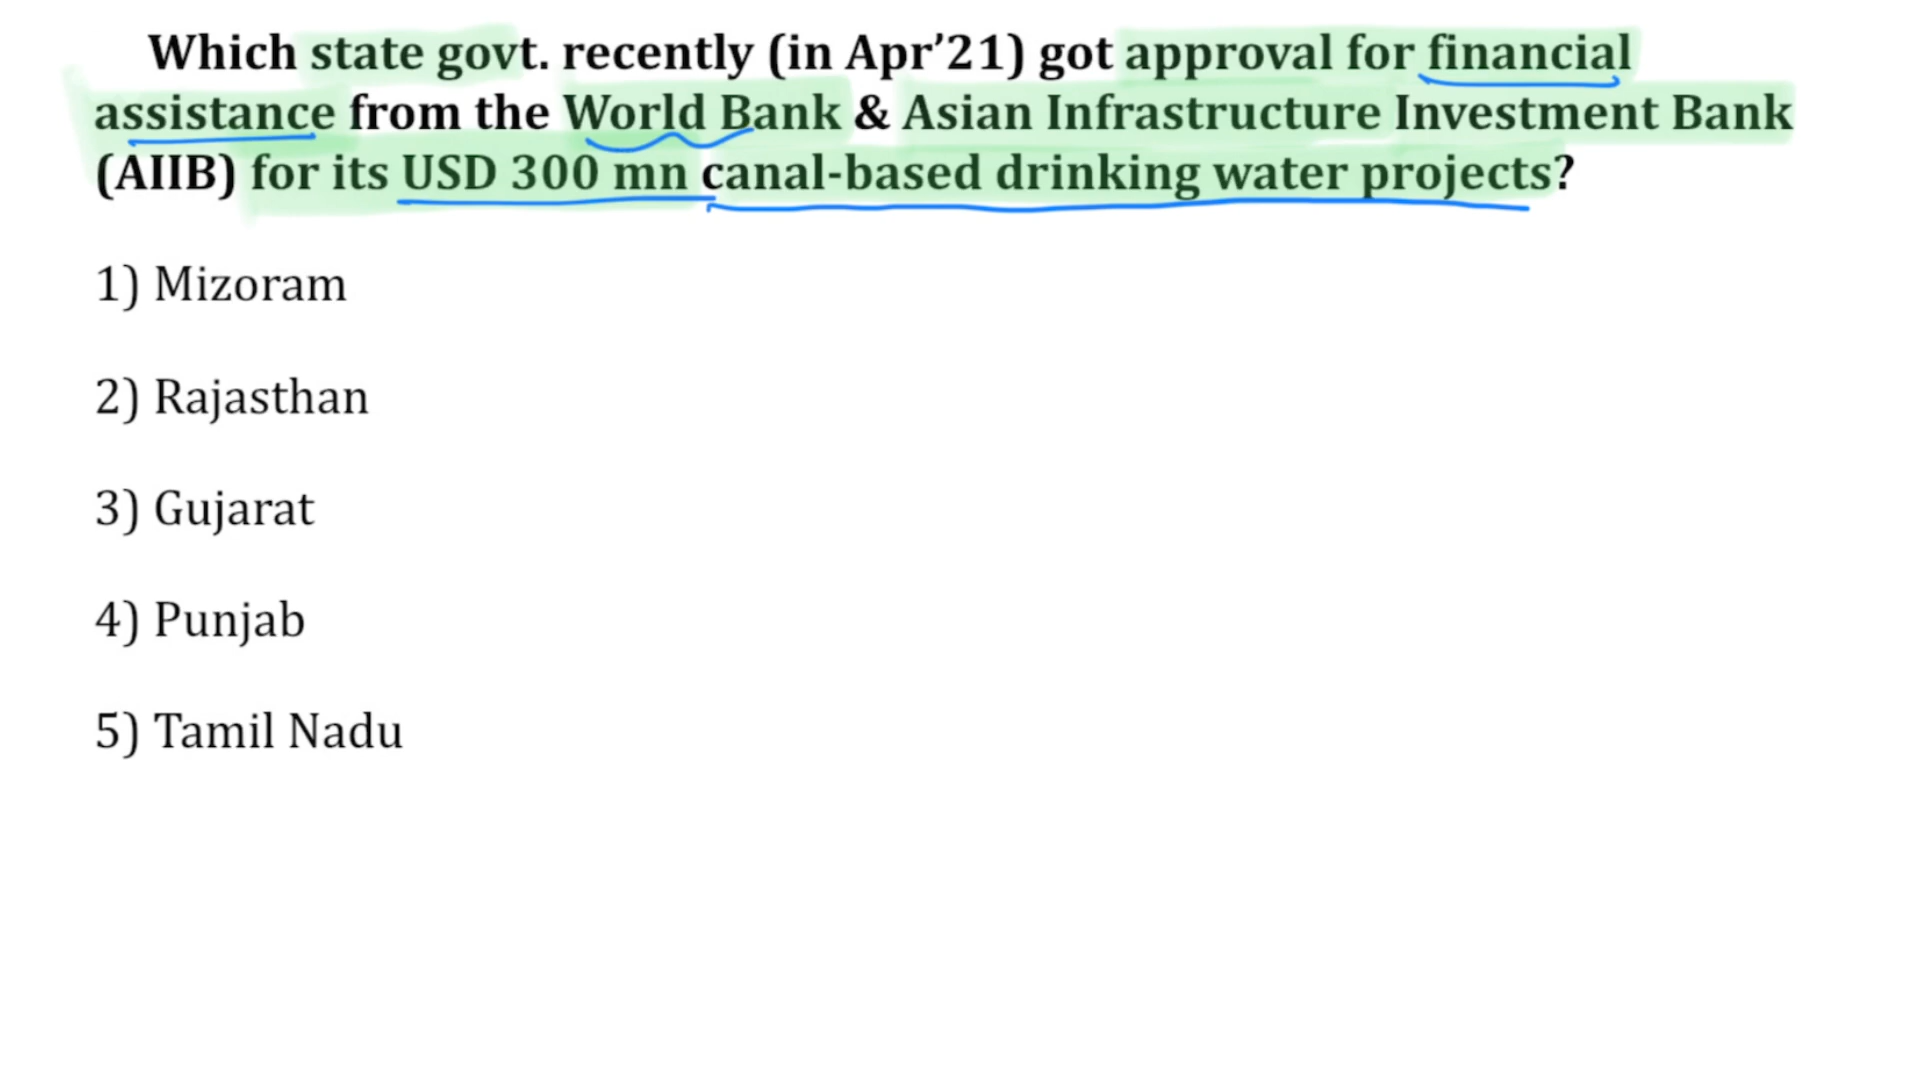 Which state govt. recently (in Apr’21) got approval for financial
assistance from the World Bank & Asian Infrastructure Investment Bank
(AIIB) for its USD 300 mn canal-based drinking water projects?
1) Mizoram
2) Rajasthan
3) Gujarat
4) Punjab
5) Tamil Nadu